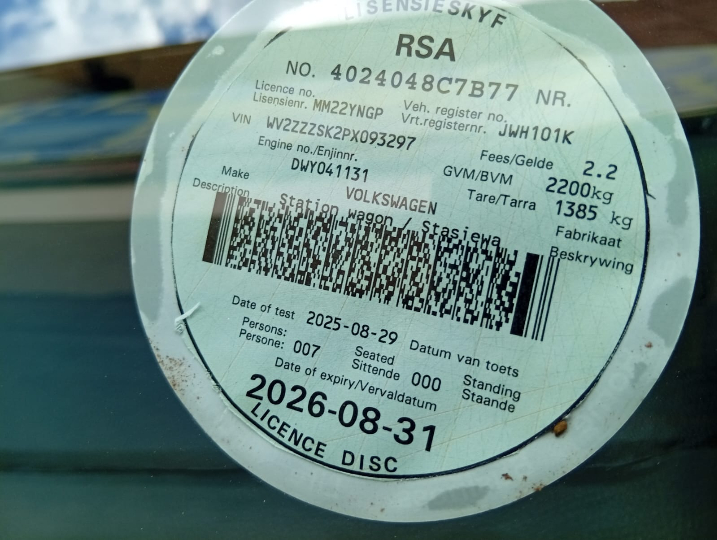 LISENSIESKYF
RSA
NO. 4024048C7B77 NR.
Licence no. Lisensienr. MM22YNGP Veh. register no. Vrt.registernr. JWH101K
VIN WV2ZZZSK2PX093297 Fees/Gelde 2.2
Engine no./Enjinnr. DWY041131 GVM/BVM 2200kg
Tare/Tarra 1385 kg
Make VOLKSWAGEN Fabrikaat
Description Station wagon / Stasiewa Beskrywing
Date of test 2025-08-29 Datum van toets
Persons: Persone: 007 Seated Sittende 000 Standing Staande
Date of expiry/Vervaldatum
2026-08-31
LICENCE DISC